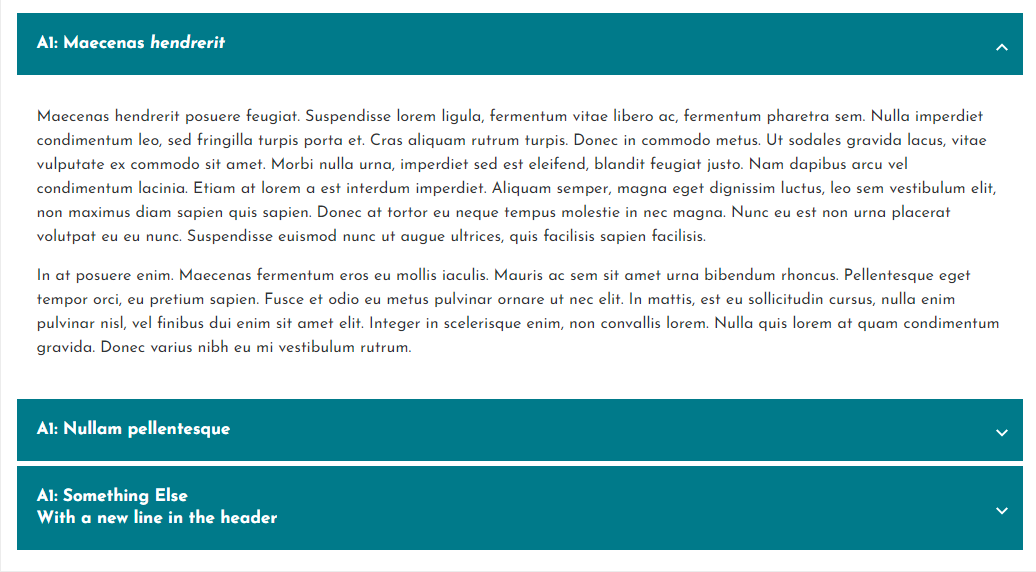 A1: Maecenas hendrerit
Maecenas hendrerit posuere feugiat. Suspendisse lorem ligula, fermentum vitae libero ac, fermentum pharetra sem. Nulla imperdiet
condimentum leo, sed fringilla turpis porta et. Cras aliquam rutrum turpis. Donec in commodo metus. Ut sodales gravida lacus, vitae
vulputate ex commodo sit amet. Morbi nulla urna, imperdiet sed est eleifend, blandit feugiat justo. Nam dapibus arcu vel
condimentum lacinia. Etiam at lorem a est interdum imperdiet. Aliquam semper, magna eget dignissim luctus, leo sem vestibulum elit,
non maximus diam sapien quis sapien. Donec at tortor eu neque tempus molestie in nec magna. Nunc eu est non urna placerat
volutpat eu eu nunc. Suspendisse euismod nunc ut augue ultrices, quis facilisis sapien facilisis.
In at posuere enim. Maecenas fermentum eros eu mollis iaculis. Mauris ac sem sit amet urna bibendum rhoncus. Pellentesque eget
tempor orci, eu pretium sapien. Fusce et odio eu metus pulvinar ornare ut nec elit. In mattis, est eu sollicitudin cursus, nulla enim
pulvinar nisl, vel finibus dui enim sit amet elit. Integer in scelerisque enim, non convallis lorem. Nulla quis lorem at quam condimentum
gravida. Donec varius nibh eu mi vestibulum rutrum.
A1: Nullam pellentesque
A1: Something Else
With a new line in the header